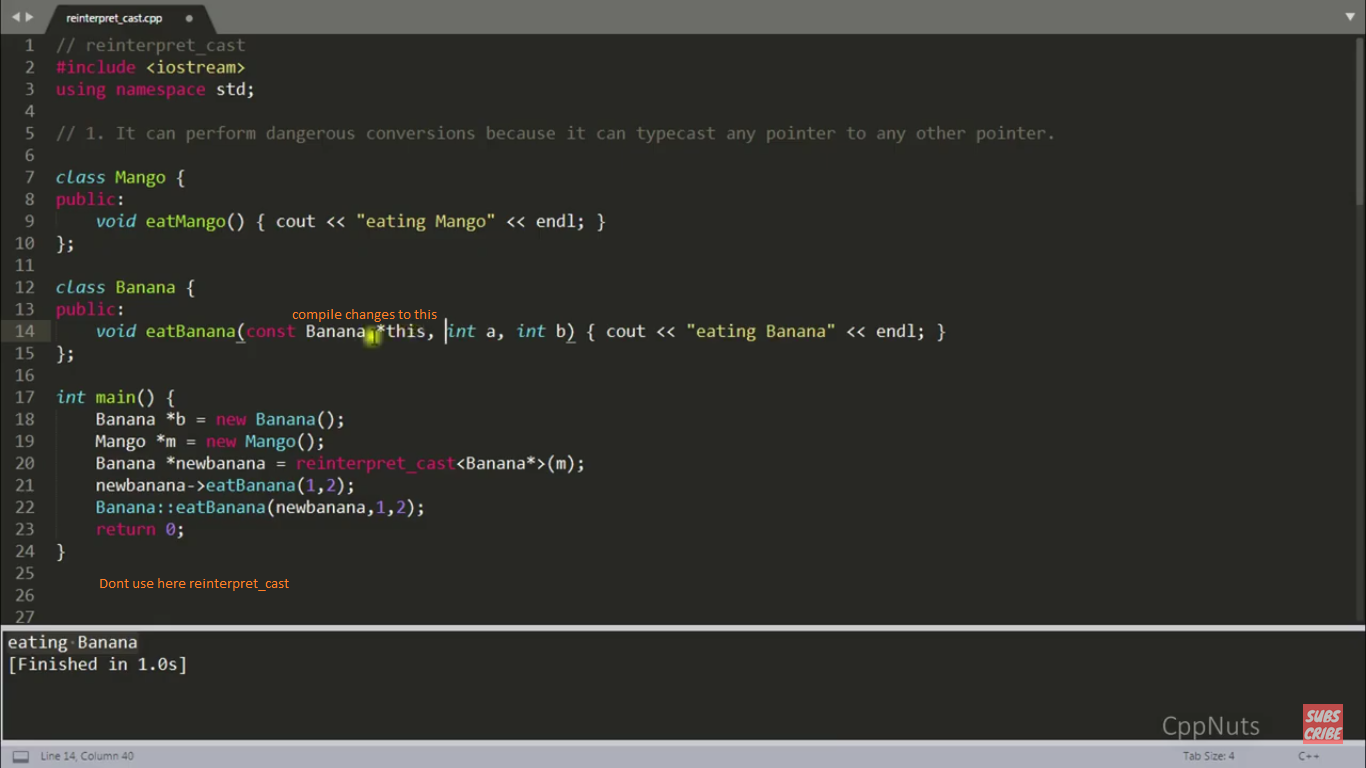 reinterpret_cast.cpp
1 // reinterpret_cast
2 #include <iostream>
3 using namespace std;
4
5 // 1. It can perform dangerous conversions because it can typecast any pointer to any other pointer.
6
7 class Mango {
8 public:
9 void eatMango() { cout << "eating Mango" << endl; }
10 };
11
12 class Banana {
13 public:
compile changes to this
14 void eatBanana(const Banana *this, int a, int b) { cout << "eating Banana" << endl; }
15 };
16
17 int main() {
18 Banana *b = new Banana();
19 Mango *m = new Mango();
20 Banana *newbanana = reinterpret_cast<Banana*>(m);
21 newbanana->eatBanana(1,2);
22 Banana::eatBanana(newbanana,1,2);
23 return 0;
24 }
25
Dont use here reinterpret_cast
26
27
eating Banana
[Finished in 1.0s]
CppNuts
SUBS
CRIBE
Line 14, Column 40
Tab Size: 4
C++